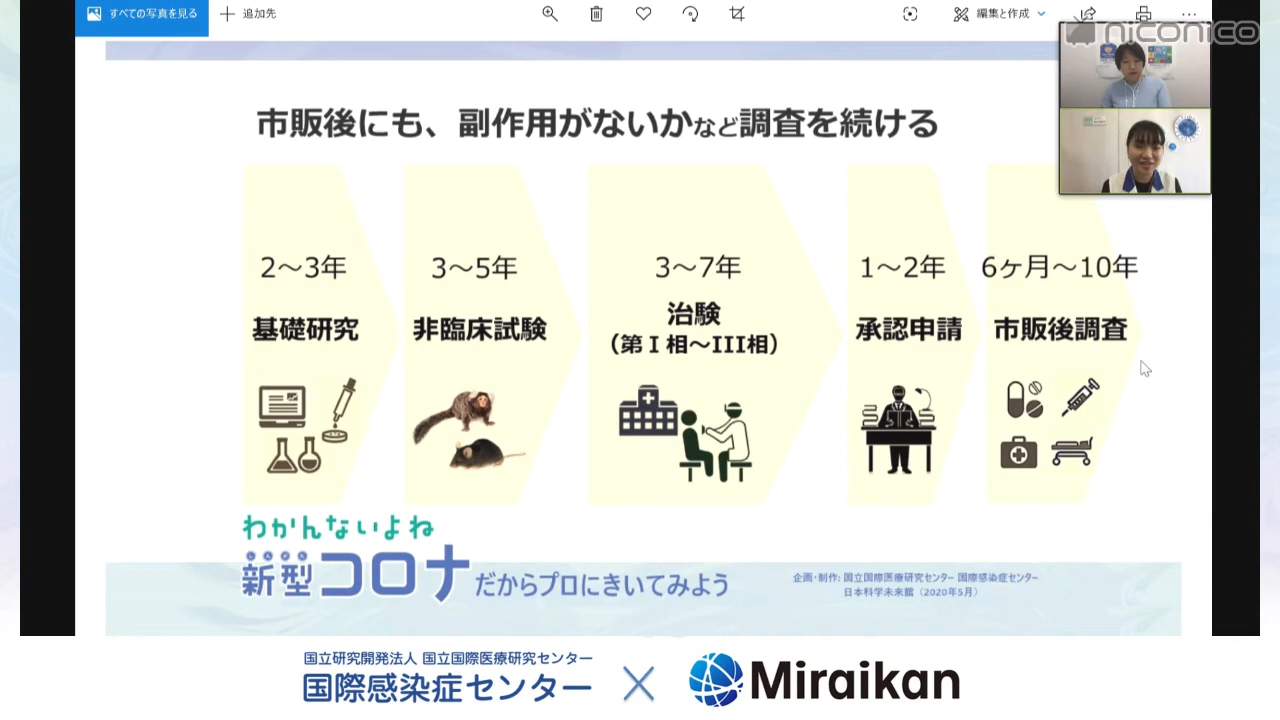 すべての写真を見る
追加先
編集と作成
niconico
市販後にも、副作用がないかなど調査を続ける
2〜3年
基礎研究
3〜5年
非臨床試験
3〜7年
治験
（第Ⅰ相〜III相）
1〜2年
承認申請
6ヶ月〜10年
市販後調査
わかんないよね
しんがた
新型コロナだからプロにきいてみよう
企画・制作: 国立国際医療研究センター 国際感染症センター
日本科学未来館（2020年5月）
国立研究開発法人 国立国際医療研究センター
国際感染症センター
×
Miraikan